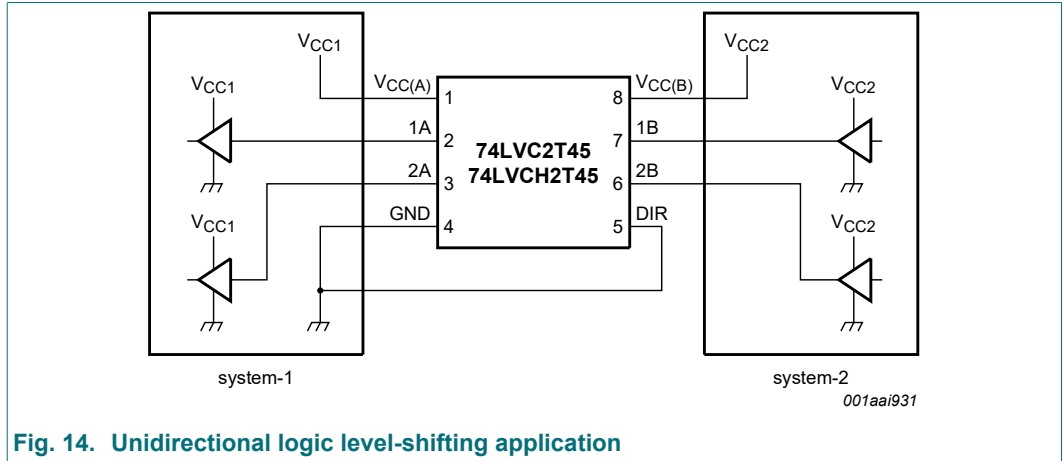 VCC1
VCC2
VCC1
VCC(A)
VCC(B)
VCC2
1
8
1A
1B
2
7
74LVC2T45
74LVCH2T45
2A
2B
3
6
VCC1
GND
DIR
VCC2
4
5
system-1
system-2
001aai931
Fig. 14. Unidirectional logic level-shifting application